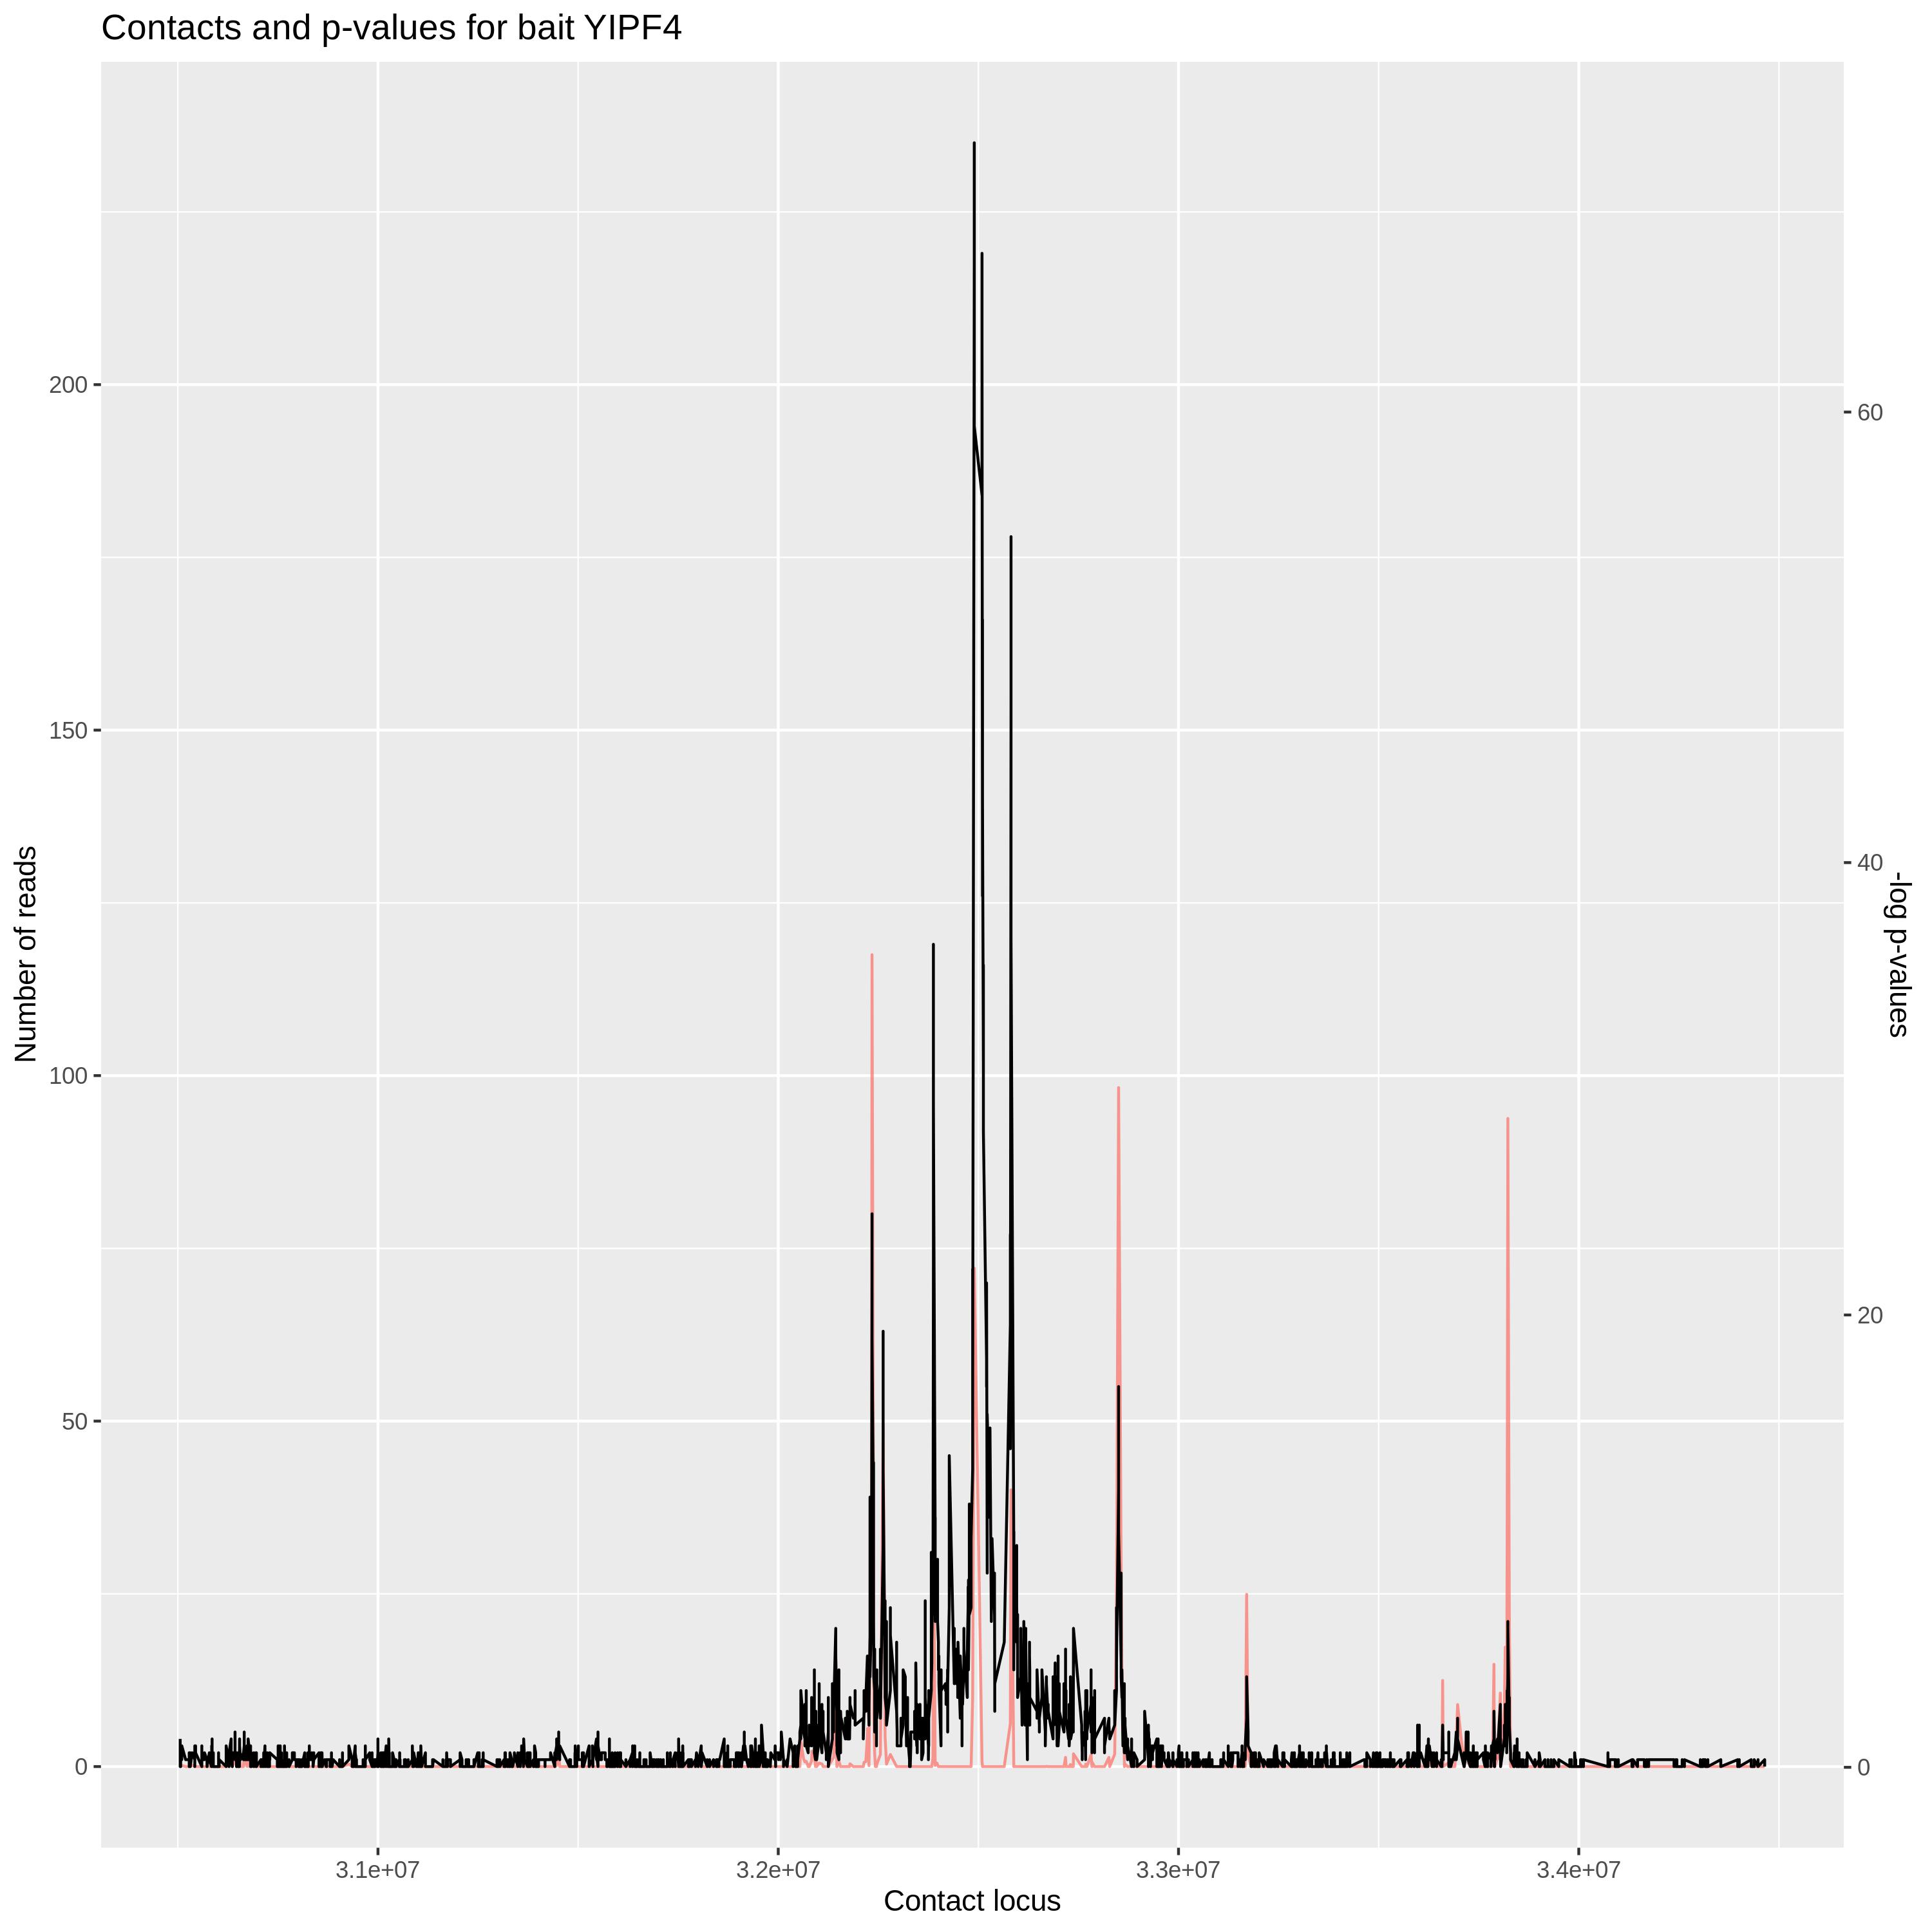 Contacts and p-values for bait YIPF4
Number of reads
200
150
100
50
0
60
40
20
0
-log p-values
3.1e+07
3.2e+07
3.3e+07
3.4e+07
Contact locus